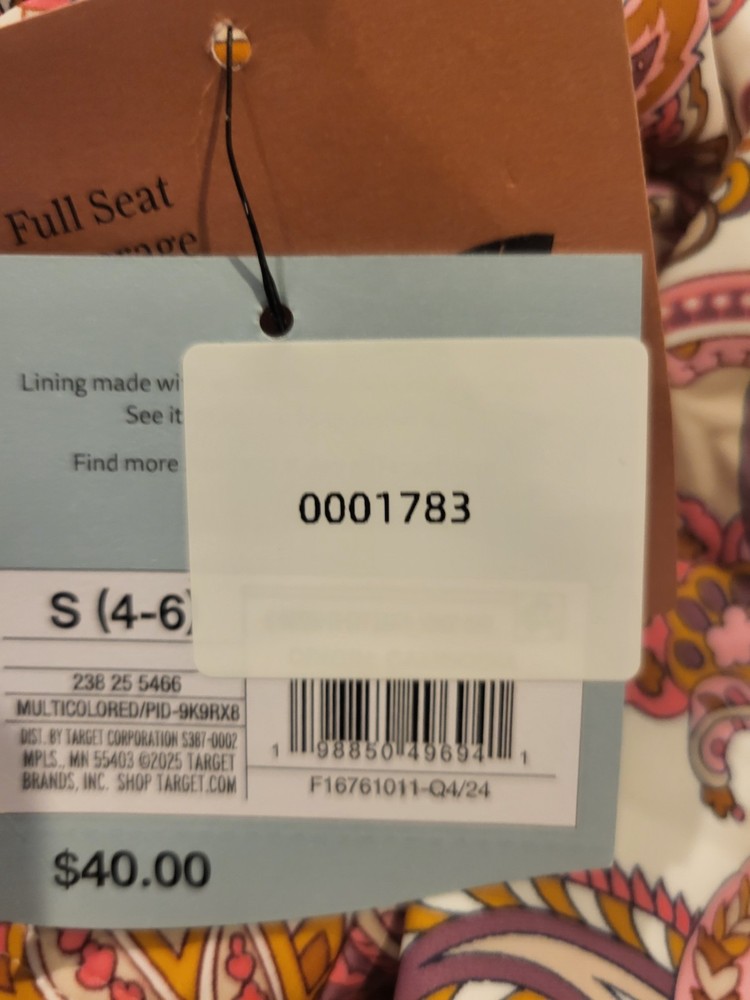 Full Seat
Lining made wi
See it
Find more
0001783
S (4-6)
238 25 5466
MULTICOLORED/PID-9K9RX8
DIST. BY TARGET CORPORATION 5387-0002
MPLS., MN 55403 ©2025 TARGET
BRANDS, INC. SHOP TARGET.COM
1 98850 49694 1
F16761011-Q4/24
$40.00